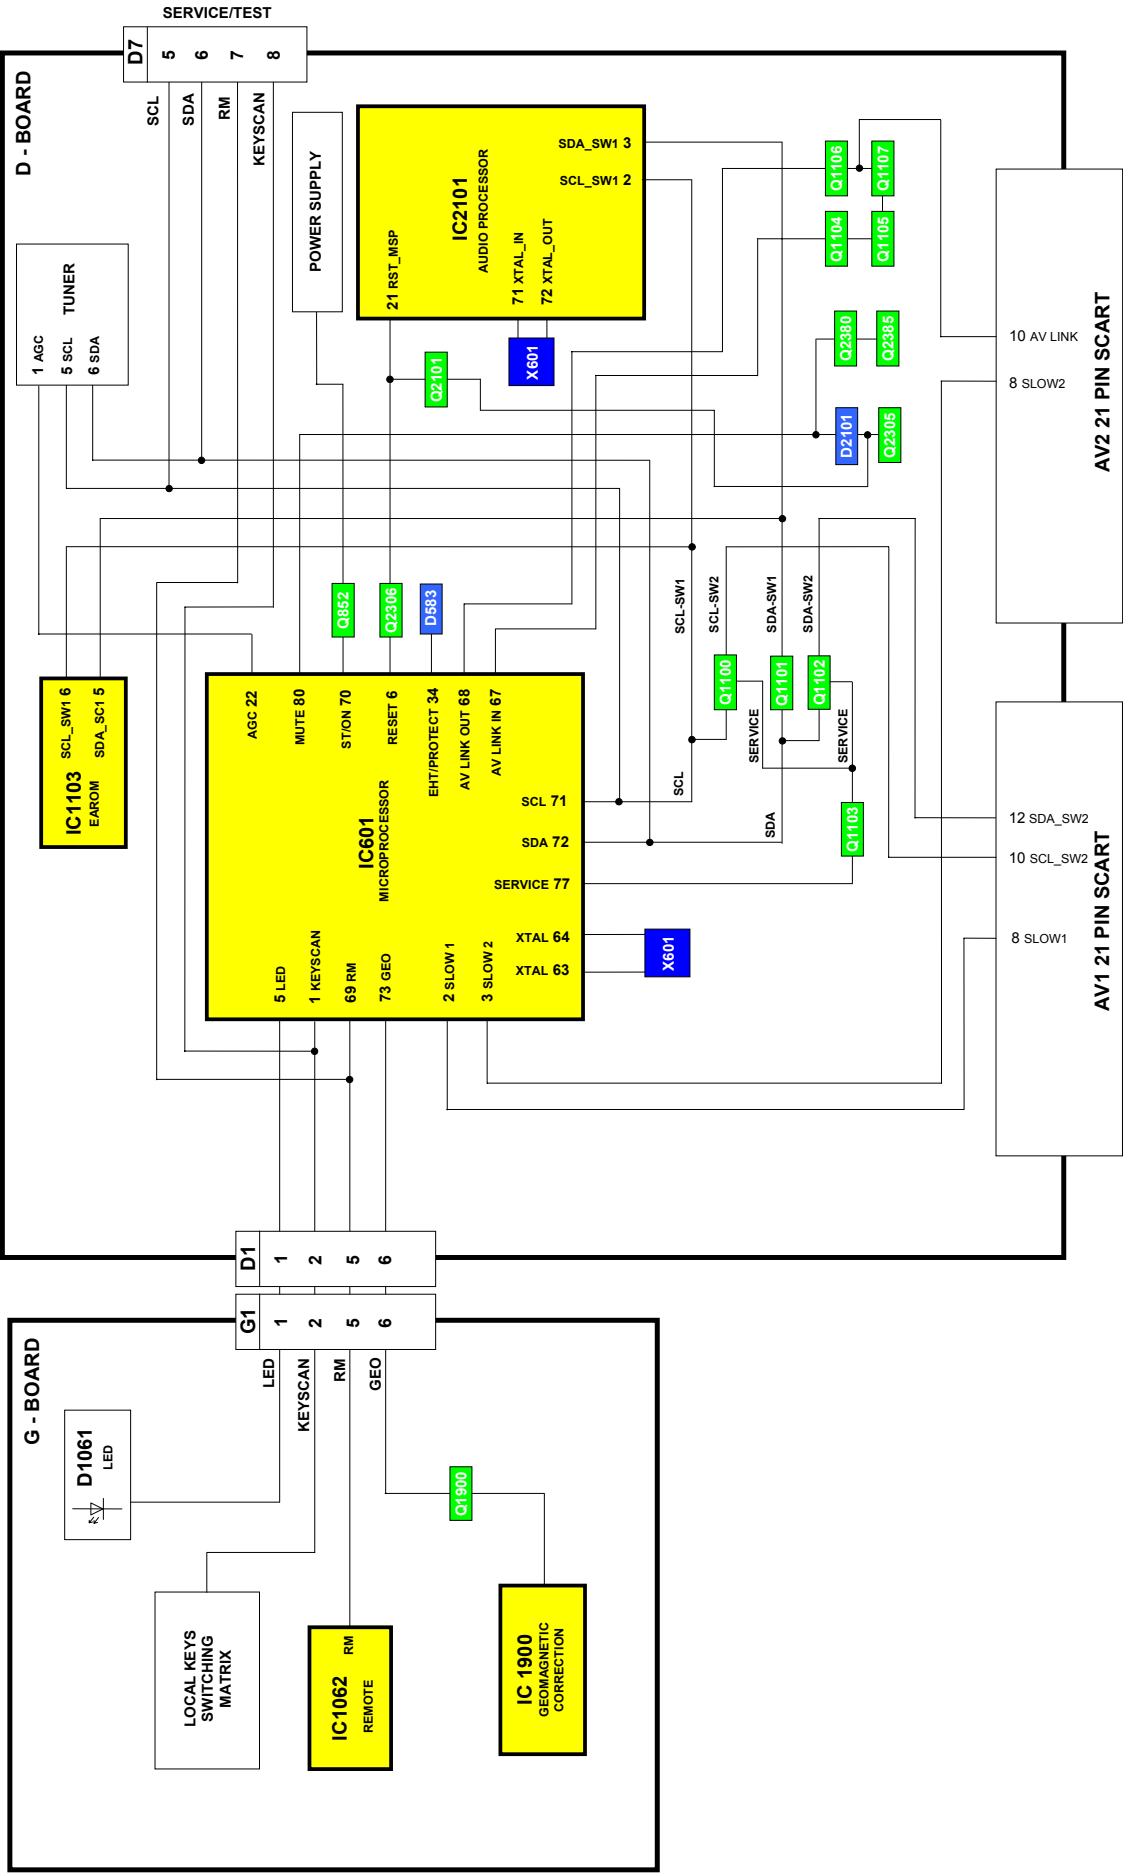 SERVICE/TEST
D7
5
6
7
8
SCL
SDA
RM
KEYSCAN
D - BOARD
TUNER
1 AGC
5 SCL
6 SDA
POWER SUPPLY
IC2101
AUDIO PROCESSOR
SDA_SW1 3
SCL_SW1 2
21 RST_MSP
71 XTAL_IN
72 XTAL_OUT
X601
Q2101
Q1106
Q1107
Q1104
Q1105
Q2380
Q2385
D2101
Q2305
10 AV LINK
8 SLOW2
AV2 21 PIN SCART
Q852
Q2306
D583
SCL-SW1
SCL-SW2
SDA-SW1
SDA-SW2
Q1100
Q1101
Q1102
SERVICE
SERVICE
SCL
SDA
Q1103
IC1103
EAROM
SCL_SW1 6
SDA_SC1 5
IC601
MICROPROCESSOR
AGC 22
MUTE 80
ST/ON 70
RESET 6
EHT/PROTECT 34
AV LINK OUT 68
AV LINK IN 67
SCL 71
SDA 72
SERVICE 77
XTAL 64
XTAL 63
5 LED
1 KEYSCAN
69 RM
73 GEO
2 SLOW 1
3 SLOW 2
X601
12 SDA_SW2
10 SCL_SW2
8 SLOW1
AV1 21 PIN SCART
D1
1
2
5
6
G1
1
2
5
6
G - BOARD
LED
KEYSCAN
RM
GEO
D1061
LED
Q1900
LOCAL KEYS
SWITCHING
MATRIX
IC1062
REMOTE
RM
IC 1900
GEOMAGNETIC
CORRECTION